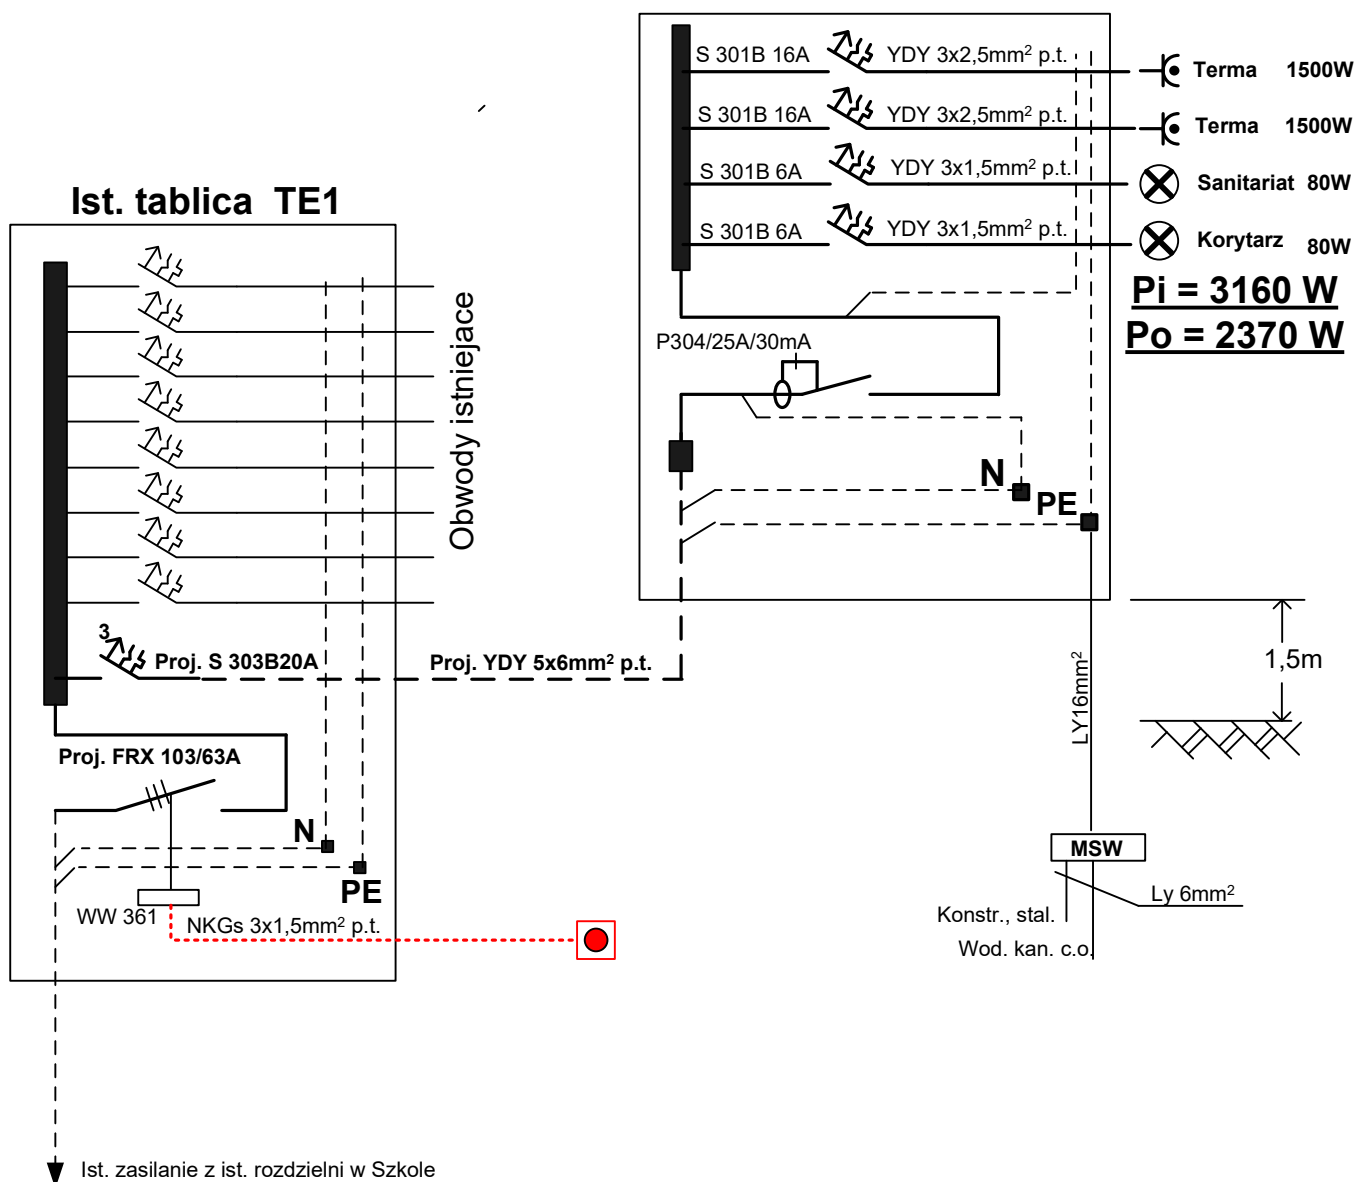 S 301B 16A YDY 3x2,5mm² p.t. Terma 1500W
S 301B 16A YDY 3x2,5mm² p.t. Terma 1500W
S 301B 6A YDY 3x1,5mm² p.t. Sanitariat 80W
S 301B 6A YDY 3x1,5mm² p.t. Korytarz 80W
Pi = 3160 W
Po = 2370 W
P304/25A/30mA
N
PE
Ist. tablica TE1
Obwody istniejace
3
Proj. S 303B20A
Proj. YDY 5x6mm² p.t.
Proj. FRX 103/63A
N
PE
WW 361
NKGs 3x1,5mm² p.t.
LY16mm²
1,5m
MSW
Ly 6mm²
Konstr., stal.
Wod. kan. c.o.
Ist. zasilanie z ist. rozdzielni w Szkole